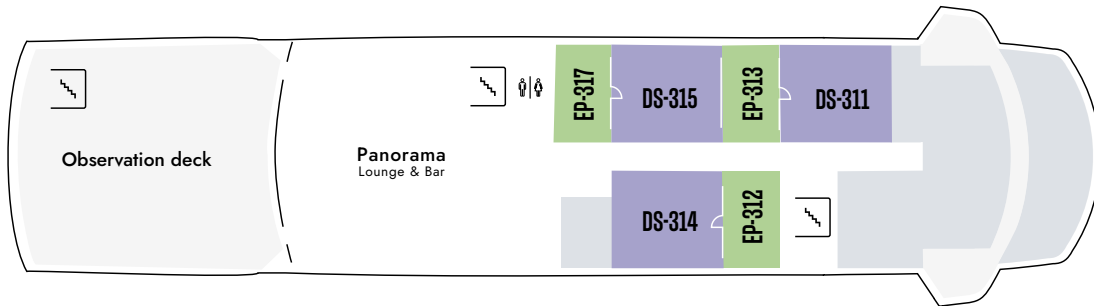 Observation deck
Panorama
Lounge & Bar
EP-317
DS-315
EP-313
DS-311
DS-314
EP-312